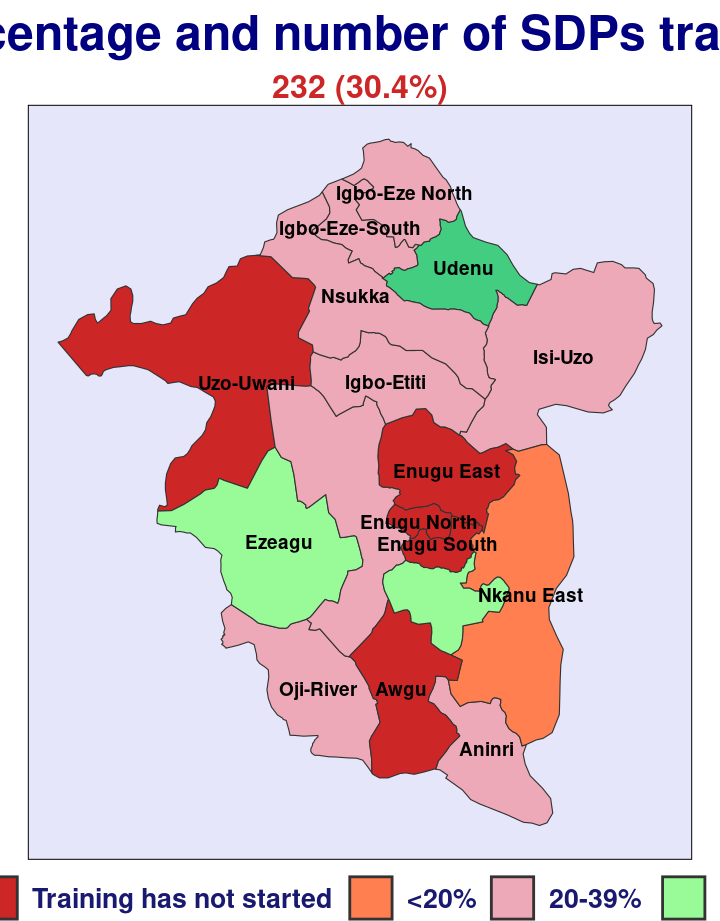 centage and number of SDPs tra
232 (30.4%)
Igbo-Eze North
Igbo-Eze-South
Udenu
Nsukka
Isi-Uzo
Uzo-Uwani
Igbo-Etiti
Enugu East
Enugu North
Enugu South
Ezeagu
Nkanu East
Oji-River
Awgu
Aninri
Training has not started <20% 20-39%